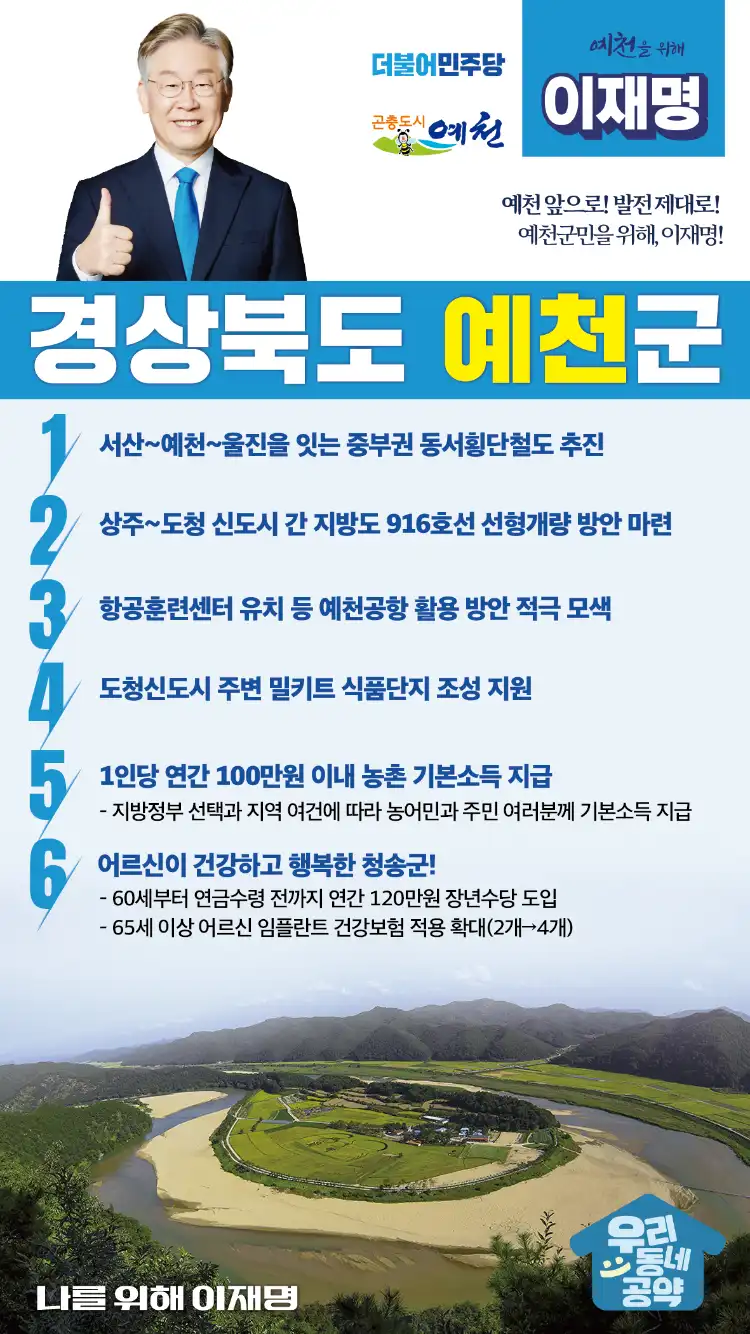 더불어민주당
곤충도시 예천
예천을 위해
이재명
예천 앞으로! 발전 제대로!
예천군민을 위해, 이재명!
경상북도 예천군
1 서산~예천~울진을 잇는 중부권 동서횡단철도 추진
2 상주~도청 신도시 간 지방도 916호선 선형개량 방안 마련
3 항공훈련센터 유치 등 예천공항 활용 방안 적극 모색
4 도청신도시 주변 밀키트 식품단지 조성 지원
5 1인당 연간 100만원 이내 농촌 기본소득 지급
- 지방정부 선택과 지역 여건에 따라 농어민과 주민 여러분께 기본소득 지급
6 어르신이 건강하고 행복한 청송군!
- 60세부터 연금수령 전까지 연간 120만원 장년수당 도입
- 65세 이상 어르신 임플란트 건강보험 적용 확대(2개→4개)
나를 위해 이재명
우리
동네
공약